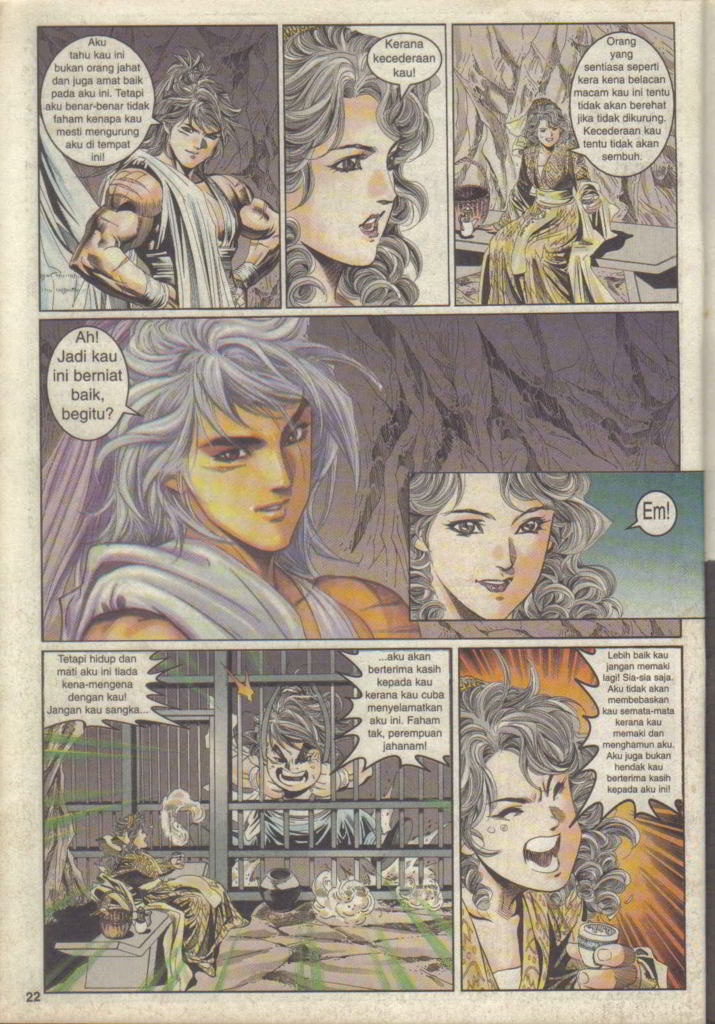 Aku
tahu kau ini
bukan orang jahat
dan juga amat baik
pada aku ini. Tetapi
aku benar-benar tidak
faham kenapa kau
mesti mengurung
aku di tempat
ini!
Kerana
kecederaan
kau!
Orang
yang
sentiasa seperti
kera kena belacan
macam kau ini tentu
tidak akan berehat
jika tidak dikurung.
Kecederaan kau
tentu tidak akan
sembuh.
Ah!
Jadi kau
ini berniat
baik,
begitu?
Em!
Tetapi hidup dan
mati aku ini tiada
kena-mengena
dengan kau!
Jangan kau sangka...
...aku akan
berterima kasih
kepada kau
kerana kau cuba
menyelamatkan
aku ini. Faham
tak, perempuan
jahanam!
Lebih baik kau
jangan memaki
lagi! Sia-sia saja.
Aku tidak akan
membebaskan
kau semata-mata
kerana kau
memaki dan
menghamun aku.
Aku juga bukan
hendak kau
berterima kasih
kepada aku ini!
22